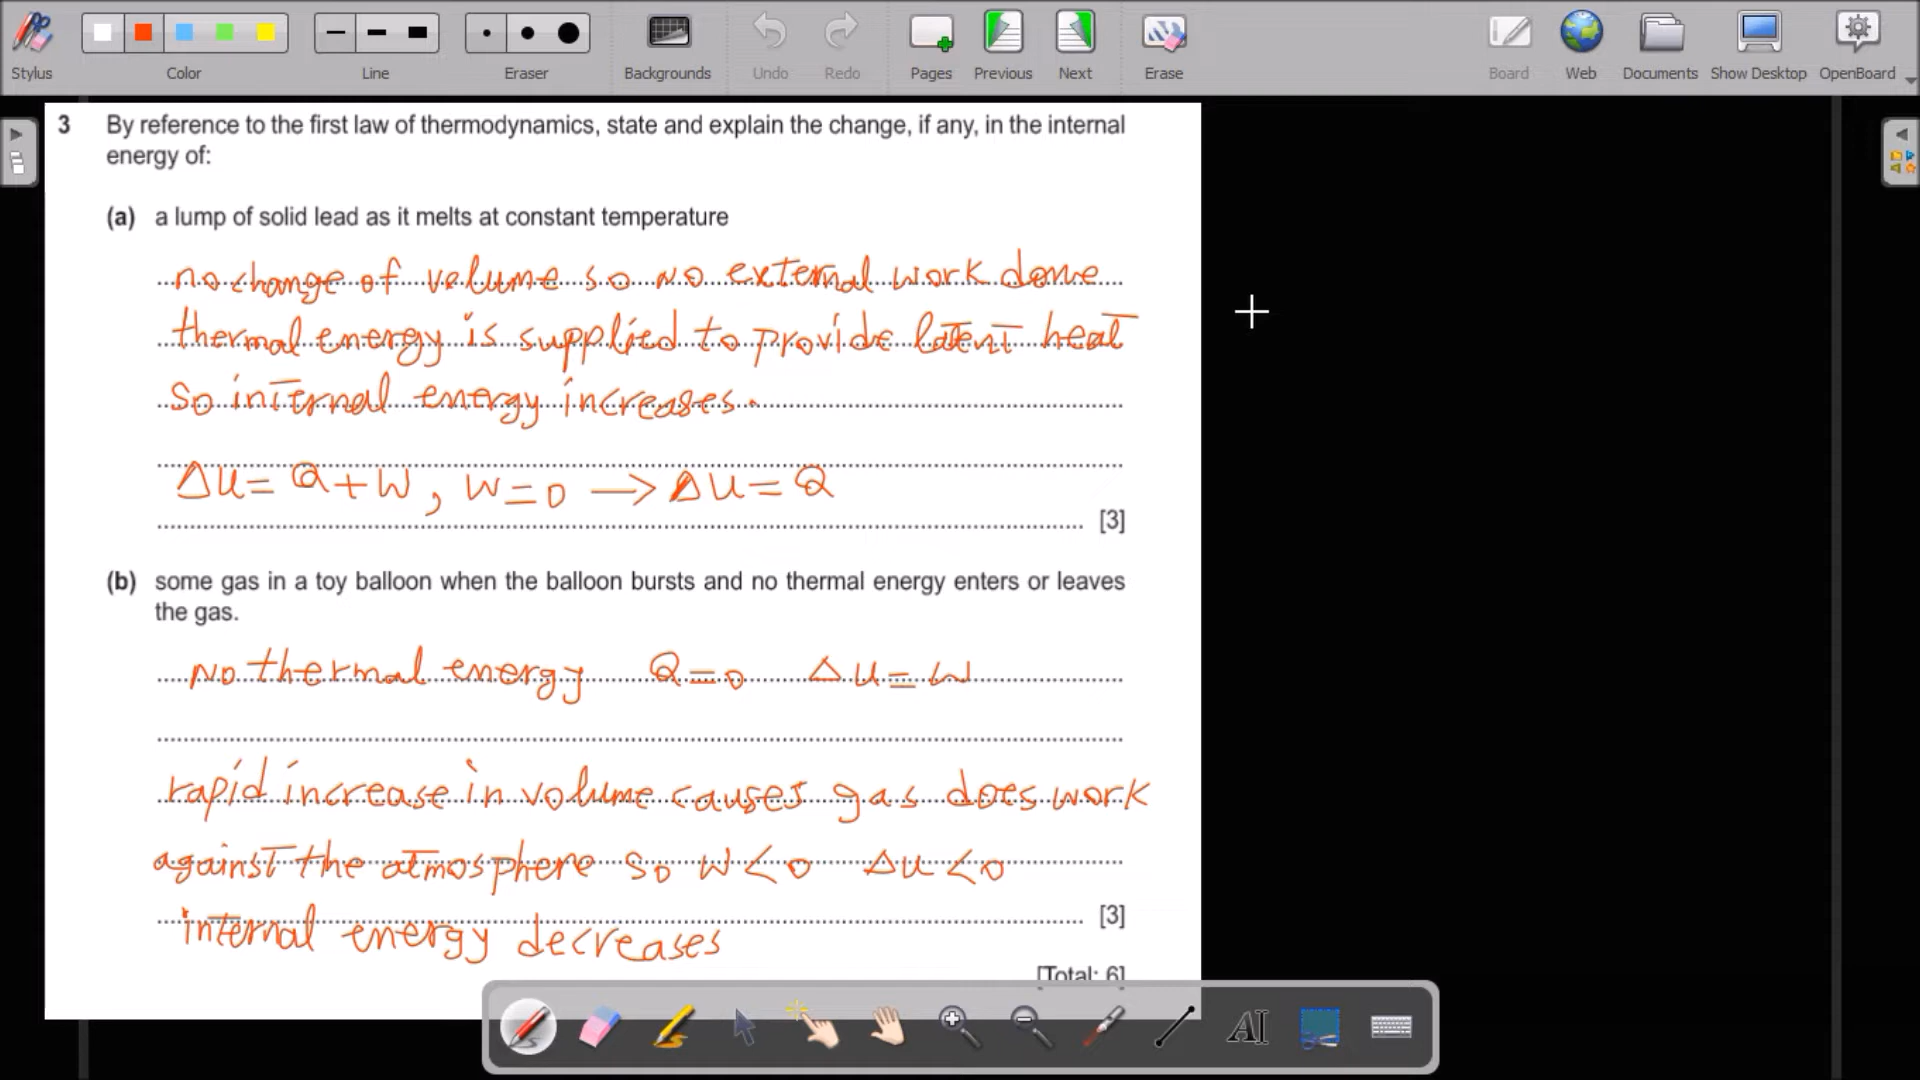 Stylus
Color
Line
Eraser
Backgrounds
Undo
Redo
Pages
Previous
Next
Erase
Board
Web
Documents
Show Desktop
OpenBoard
3 By reference to the first law of thermodynamics, state and explain the change, if any, in the internal
energy of:
(a) a lump of solid lead as it melts at constant temperature
no change of volume so no external work done
thermal energy is supplied to provide latent heat
so internal energy increases.
ΔU = Q + W , W = 0 → ΔU = Q
[3]
(b) some gas in a toy balloon when the balloon bursts and no thermal energy enters or leaves
the gas.
No thermal energy Q = 0 ΔU = W
rapid increase in volume causes gas does work
against the atmosphere so W < 0 ΔU < 0
[3]
internal energy decreases
[Total: 6]
AI